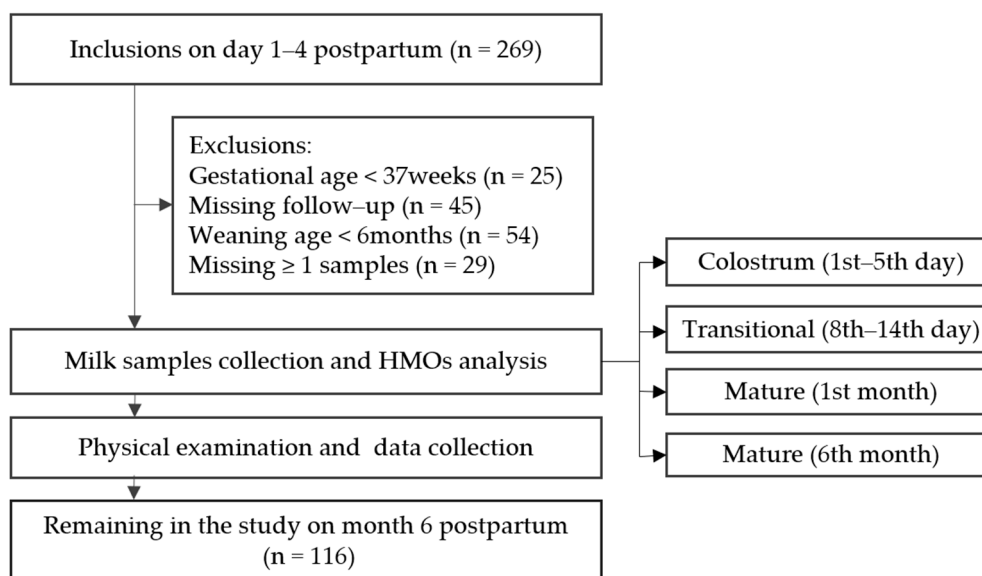 Inclusions on day 1–4 postpartum (n = 269)
Exclusions:
Gestational age < 37weeks (n = 25)
Missing follow–up (n = 45)
Weaning age < 6months (n = 54)
Missing ≥ 1 samples (n = 29)
Milk samples collection and HMOs analysis
Colostrum (1st–5th day)
Transitional (8th–14th day)
Mature (1st month)
Mature (6th month)
Physical examination and data collection
Remaining in the study on month 6 postpartum
(n = 116)